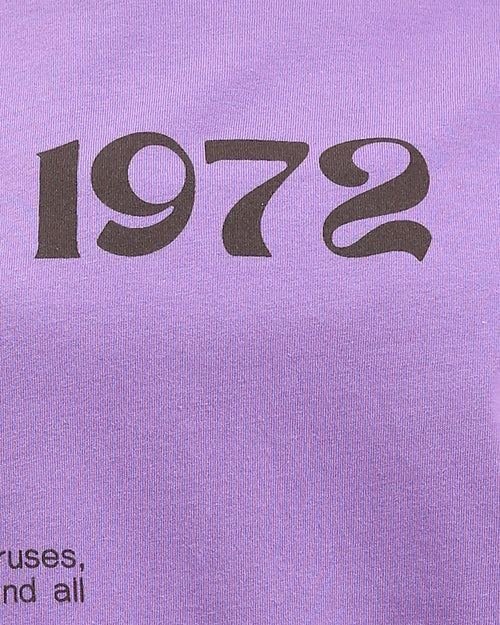 1972
ruses,
nd all